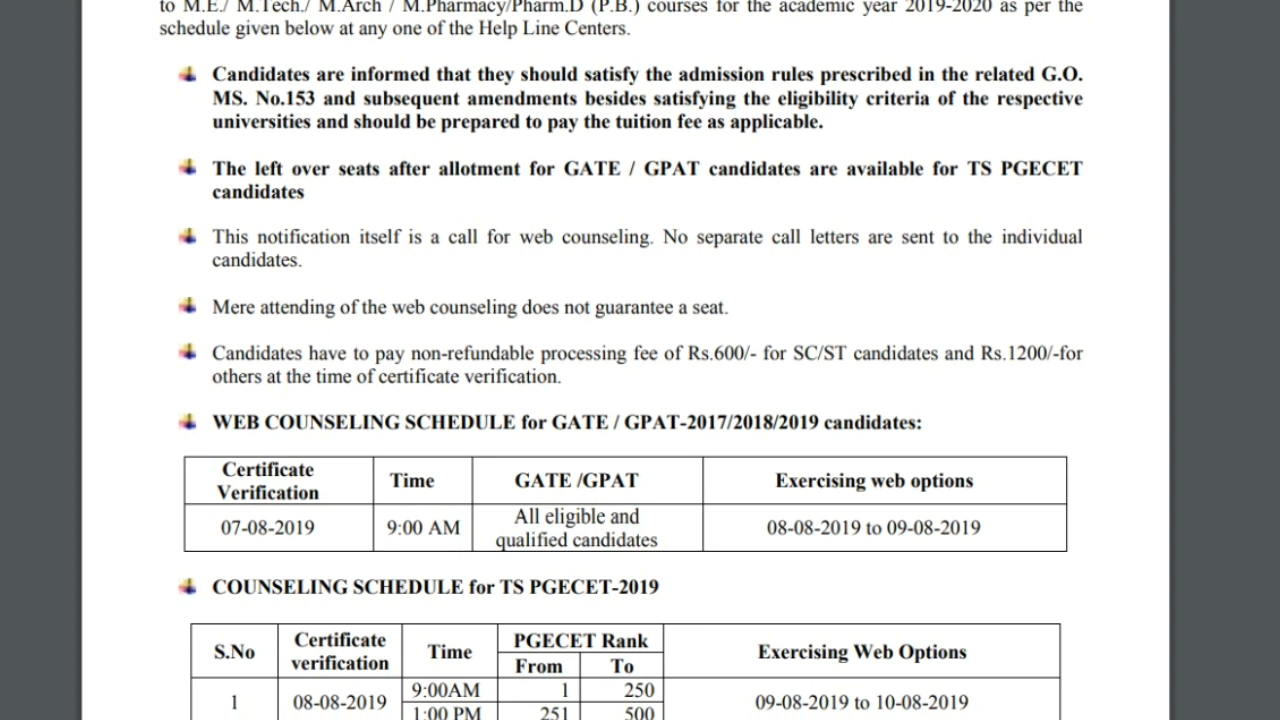 to M.E./ M.Tech./ M.Arch / M.Pharmacy/Pharm.D (P.B.) courses for the academic year 2019-2020 as per the
schedule given below at any one of the Help Line Centers.
Candidates are informed that they should satisfy the admission rules prescribed in the related G.O.
MS. No.153 and subsequent amendments besides satisfying the eligibility criteria of the respective
universities and should be prepared to pay the tuition fee as applicable.
The left over seats after allotment for GATE / GPAT candidates are available for TS PGECET
candidates
This notification itself is a call for web counseling. No separate call letters are sent to the individual
candidates.
Mere attending of the web counseling does not guarantee a seat.
Candidates have to pay non-refundable processing fee of Rs.600/- for SC/ST candidates and Rs.1200/-for
others at the time of certificate verification.
WEB COUNSELING SCHEDULE for GATE / GPAT-2017/2018/2019 candidates:
Certificate
Verification
Time
GATE /GPAT
Exercising web options
07-08-2019
9:00 AM
All eligible and
qualified candidates
08-08-2019 to 09-08-2019
COUNSELING SCHEDULE for TS PGECET-2019
S.No
Certificate
verification
Time
PGECET Rank
From
To
Exercising Web Options
1
08-08-2019
9:00AM
1
250
1:00 PM
251
500
09-08-2019 to 10-08-2019